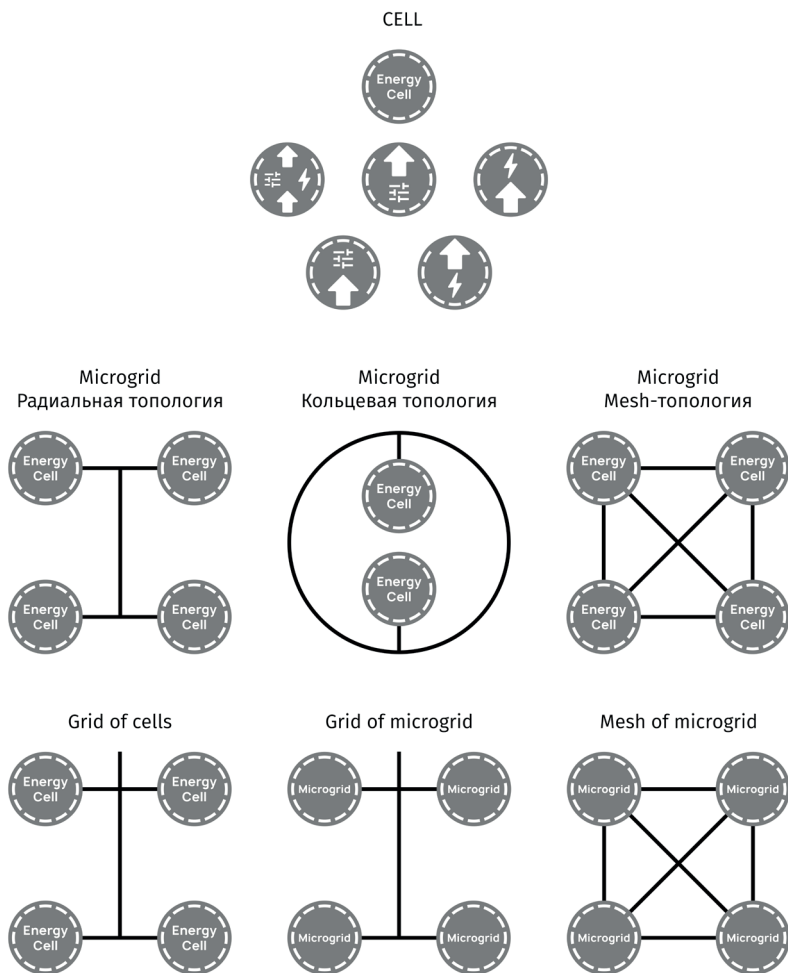 CELL
Energy
Cell
Microgrid
Радиальная топология
Microgrid
Кольцевая топология
Microgrid
Mesh-топология
Energy
Cell
Energy
Cell
Energy
Cell
Energy
Cell
Energy
Cell
Energy
Cell
Energy
Cell
Energy
Cell
Energy
Cell
Energy
Cell
Grid of cells
Grid of microgrid
Mesh of microgrid
Energy
Cell
Energy
Cell
Microgrid
Microgrid
Microgrid
Microgrid
Energy
Cell
Energy
Cell
Microgrid
Microgrid
Microgrid
Microgrid